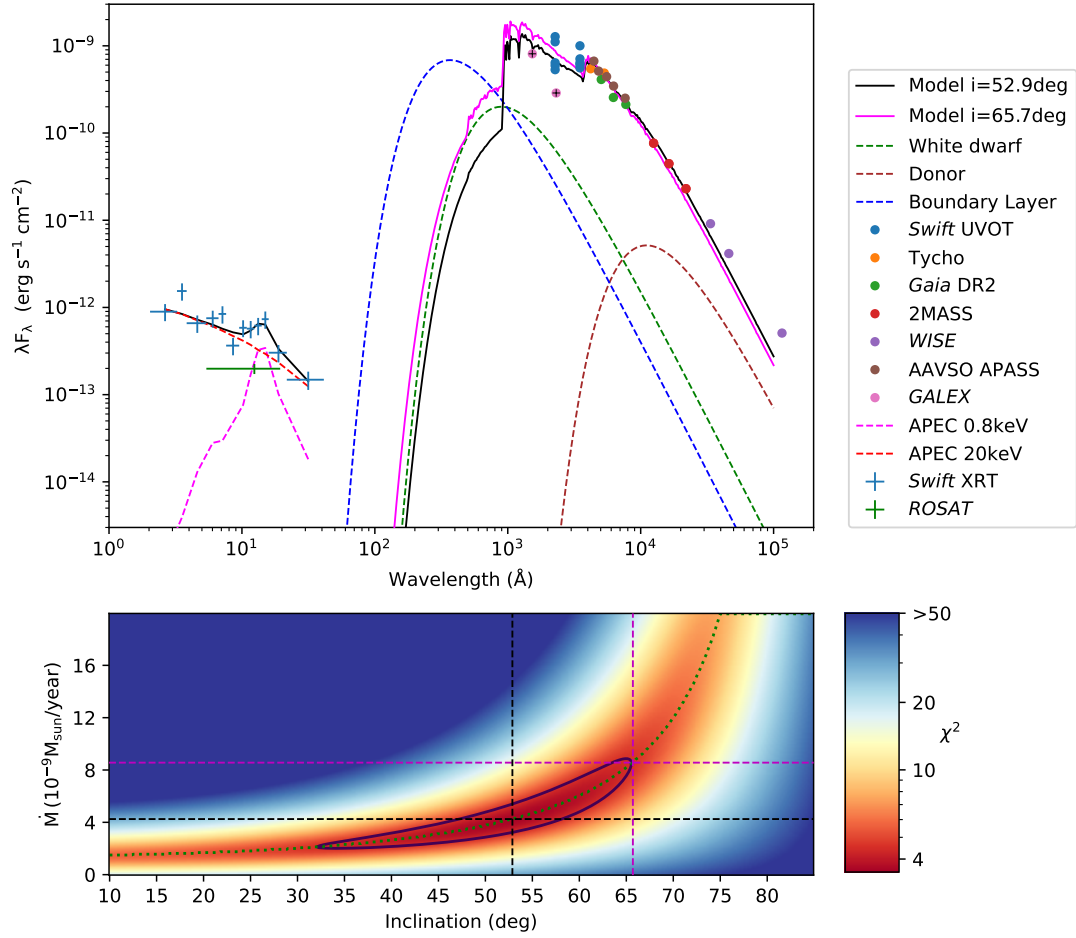 10⁻⁹
10⁻¹⁰
10⁻¹¹
10⁻¹²
10⁻¹³
10⁻¹⁴
λFλ (erg s⁻¹ cm⁻²)
10⁰ 10¹ 10² 10³ 10⁴ 10⁵
Wavelength (Å)
Model i=52.9deg
Model i=65.7deg
White dwarf
Donor
Boundary Layer
Swift UVOT
Tycho
Gaia DR2
2MASS
WISE
AAVSO APASS
GALEX
APEC 0.8keV
APEC 20keV
Swift XRT
ROSAT
16
12
8
4
0
Ṁ (10⁻⁹M_sun/year)
10 15 20 25 30 35 40 45 50 55 60 65 70 75 80
Inclination (deg)
>50
20
10
4
χ²